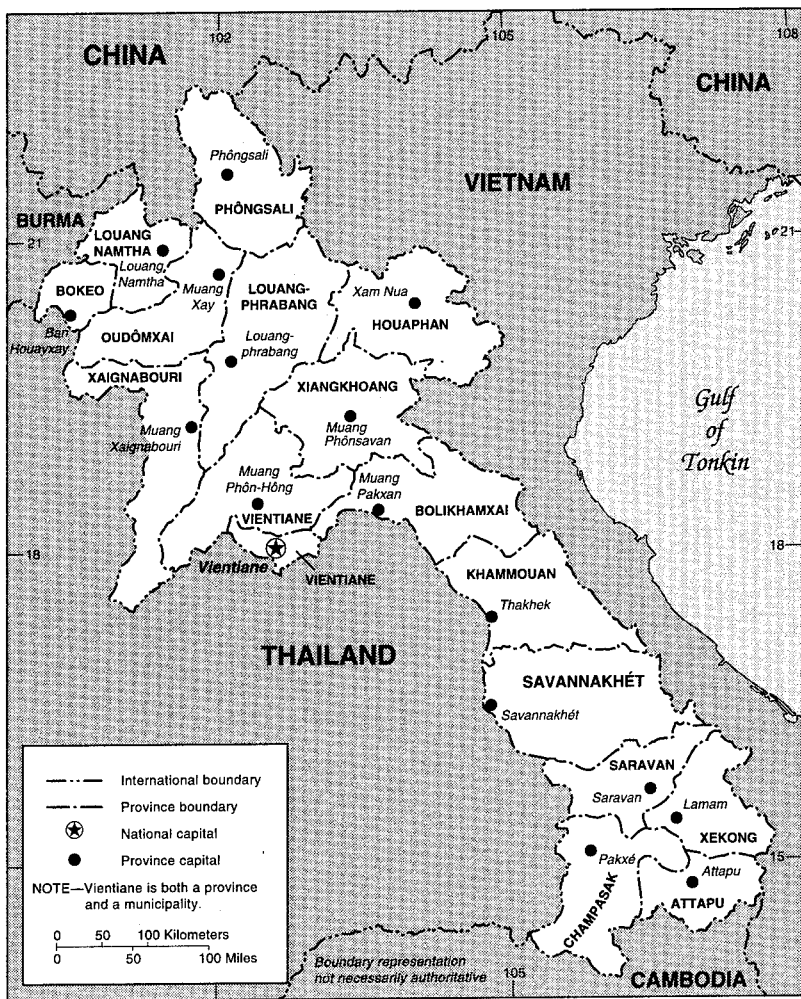 102
105
108
CHINA
CHINA
Phôngsali
VIETNAM
PHÔNGSALI
BURMA
21
21
LOUANG
NAMTHA
Louang
Namtha
Muang
Xay
LOUANG-
PHRABANG
Xam Nua
BOKEO
HOUAPHAN
Ban
Houayxay
OUDÔMXAI
Louang-
phrabang
XAIGNABOURI
XIANGKHOANG
Gulf
of
Tonkin
Muang
Xaignabouri
Muang
Phônsavan
Muang
Phôn-Hông
Muang
Pakxan
VIENTIANE
BOLIKHAMXAI
18
18
Vientiane
VIENTIANE
KHAMMOUAN
Thakhek
THAILAND
SAVANNAKHÉT
Savannakhét
SARAVAN
Saravan
Lamam
XEKONG
Pakxé
15
Attapu
ATTAPU
CHAMPASAK
International boundary
Province boundary
National capital
Province capital
NOTE—Vientiane is both a province
and a municipality.
0 50 100 Kilometers
0 50 100 Miles
Boundary representation
not necessarily authoritative
105
CAMBODIA